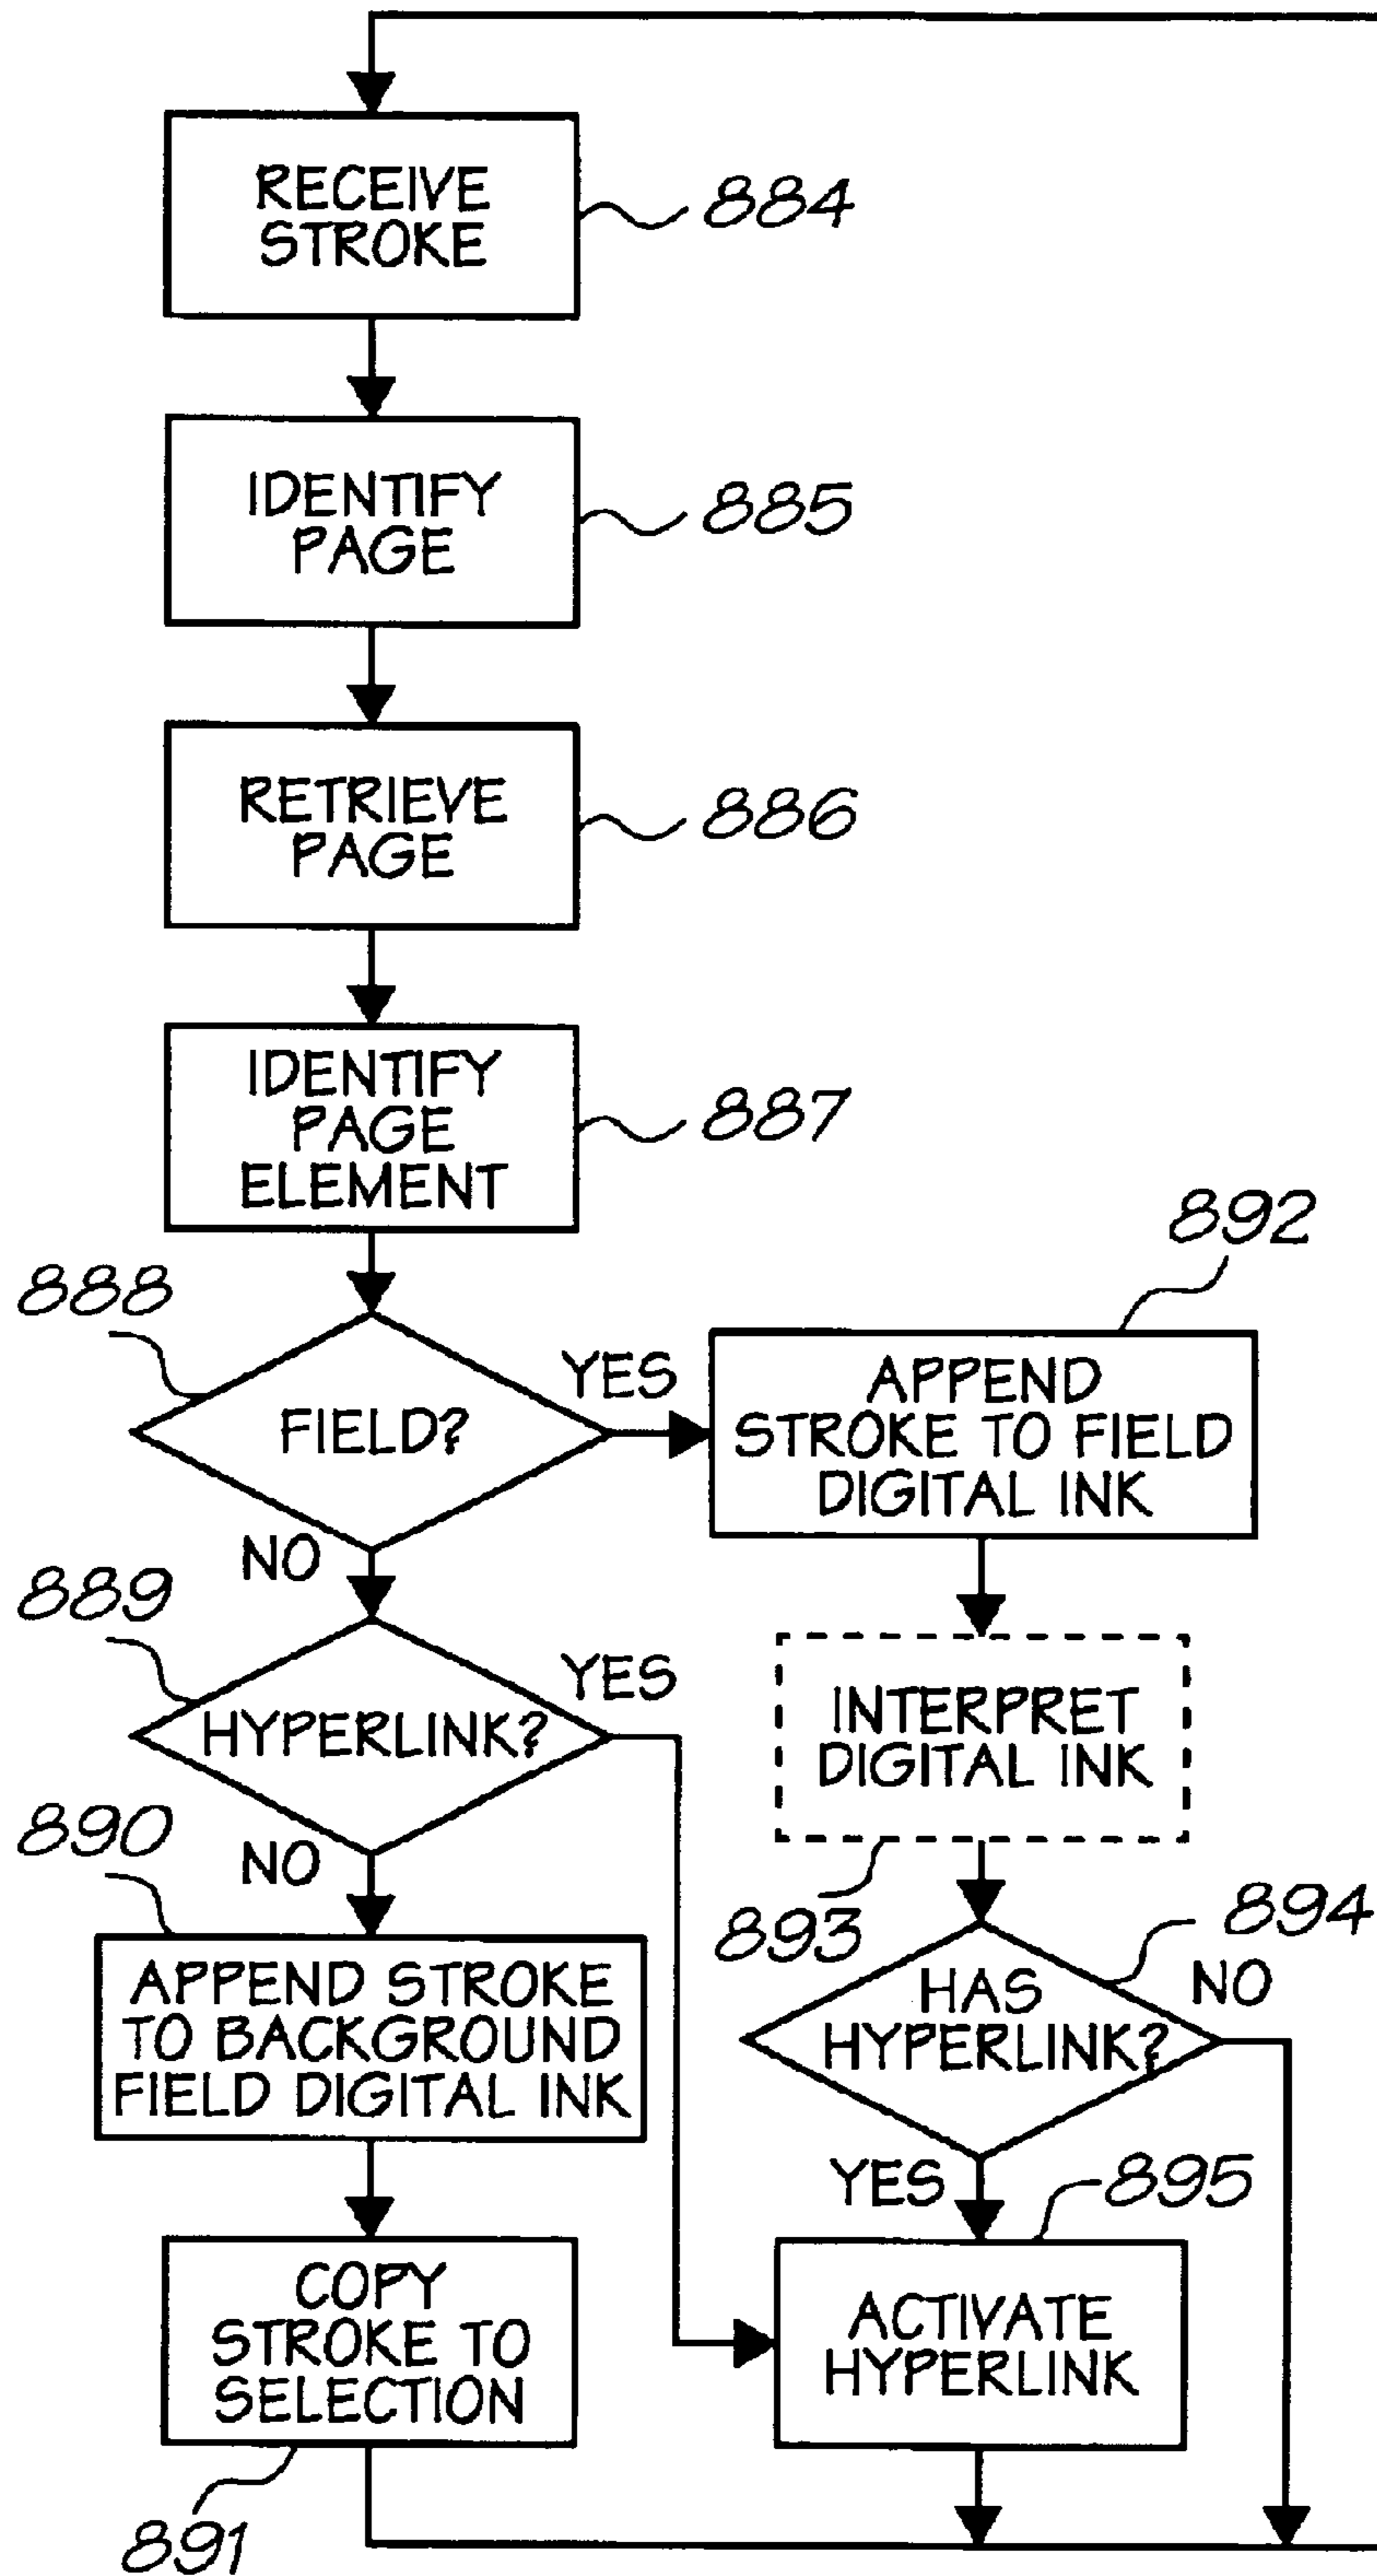 RECEIVE
STROKE
884
IDENTIFY
PAGE
885
RETRIEVE
PAGE
886
IDENTIFY
PAGE
ELEMENT
887
888
FIELD?
YES
NO
892
APPEND
STROKE TO FIELD
DIGITAL INK
889
HYPERLINK?
YES
NO
INTERPRET
DIGITAL INK
893
890
APPEND STROKE
TO BACKGROUND
FIELD DIGITAL INK
894
HAS
HYPERLINK?
NO
YES
895
COPY
STROKE TO
SELECTION
891
ACTIVATE
HYPERLINK